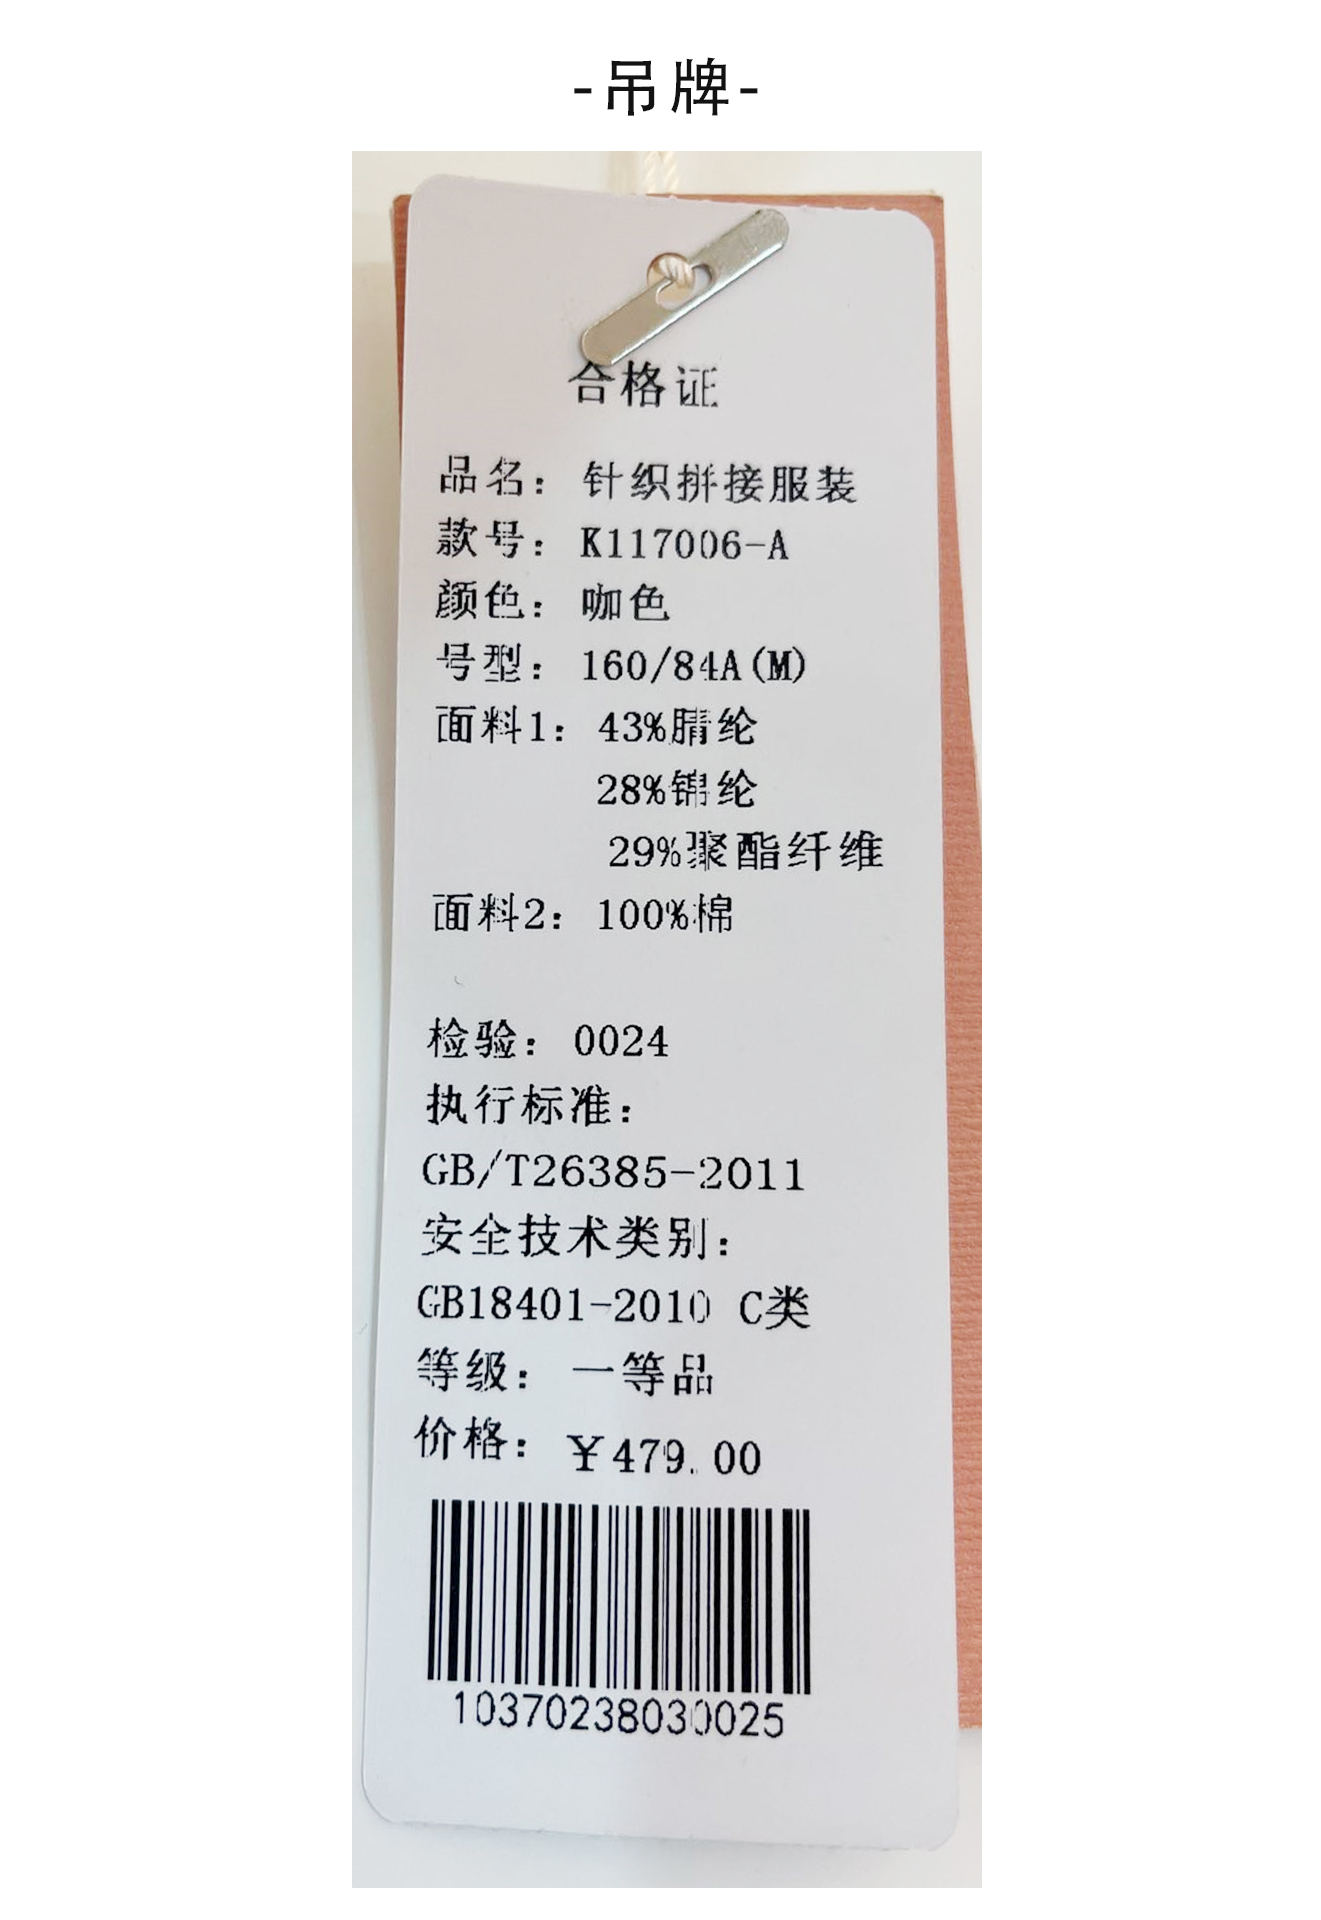 -吊牌-
合格证
品名：针织拼接服装
款号：K117006-A
颜色：咖色
号型：160/84A(M)
面料1：43%腈纶
28%锦纶
29%聚酯纤维
面料2：100%棉
检验：0024
执行标准：
GB/T26385-2011
安全技术类别：
GB18401-2010 C类
等级：一等品
价格：￥479.00
10370238030025